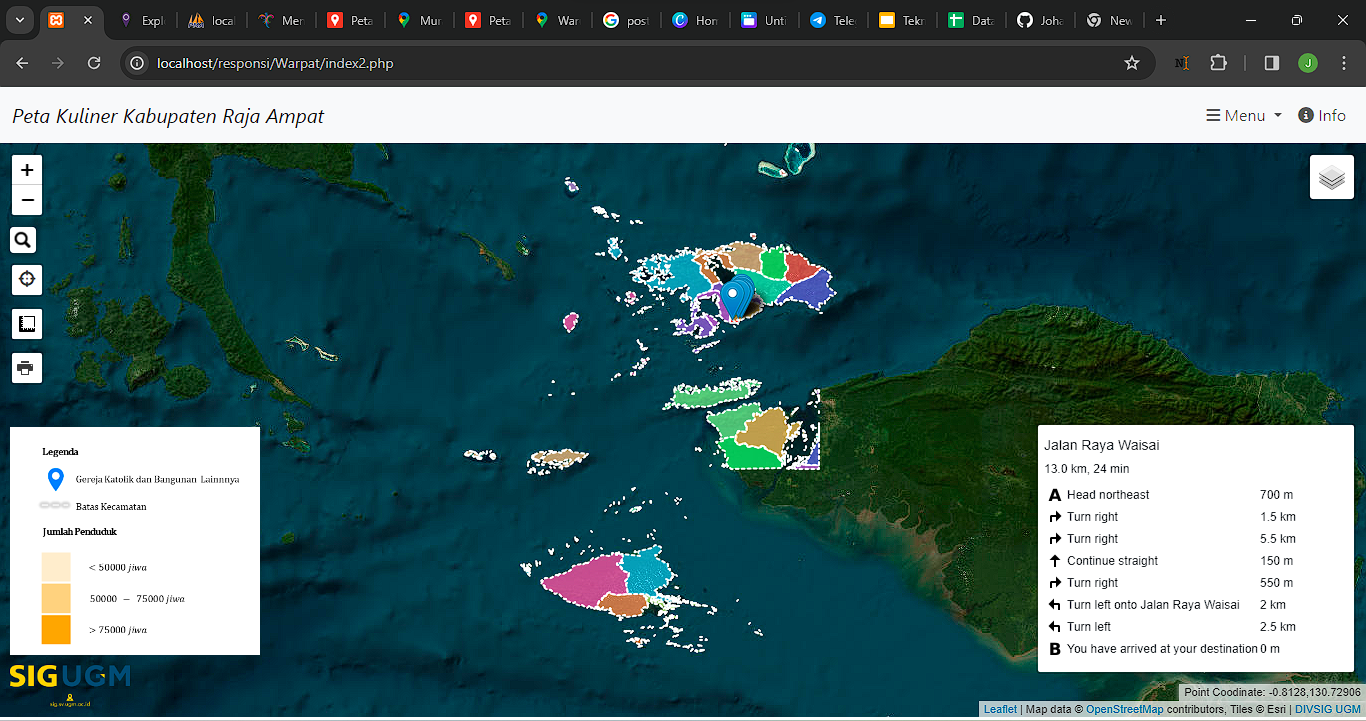 Expl
local
Mer
Peta
Mur
Peta
War
post
Hom
Unti
Tele
Tekn
Data
Joha
New
localhost/responsi/Warpat/index2.php
J
Peta Kuliner Kabupaten Raja Ampat
Menu
Info
+
−
Legenda
Gereja Katolik dan Bangunan Lainnnya
Batas Kecamatan
Jumlah Penduduk
< 50000 jiwa
50000 − 75000 jiwa
> 75000 jiwa
SIGUGM
sig.sv.ugm.ac.id
Jalan Raya Waisai
13.0 km, 24 min
A Head northeast 700 m
Turn right 1.5 km
Turn right 5.5 km
Continue straight 150 m
Turn right 550 m
Turn left onto Jalan Raya Waisai 2 km
Turn left 2.5 km
B You have arrived at your destination 0 m
Point Coodinate: -0.8128,130.72906
Leaflet | Map data © OpenStreetMap contributors, Tiles © Esri | DIVSIG UGM